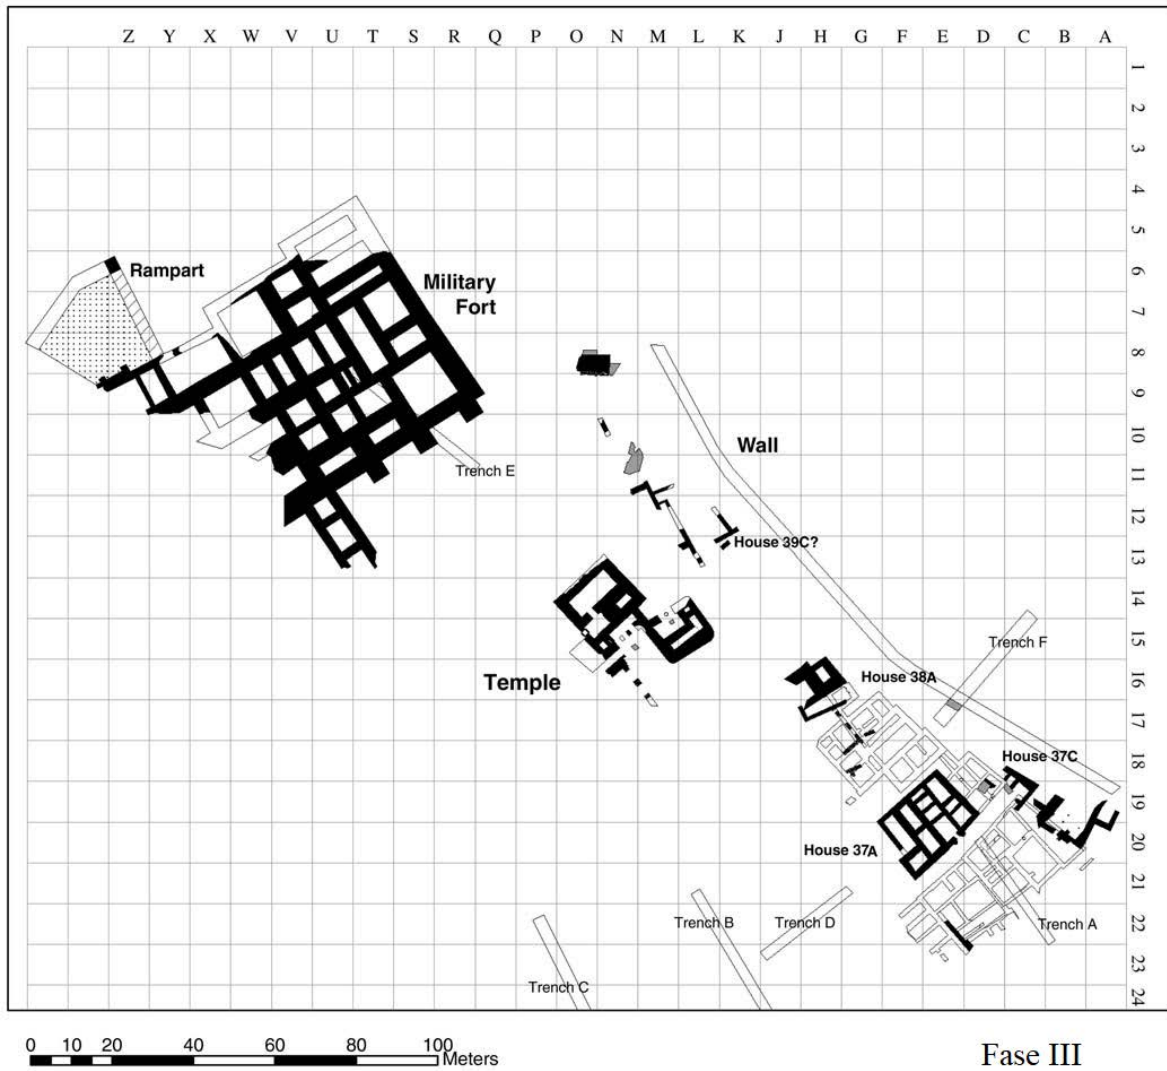 Z Y X W V U T S R Q P O N M L K J H G F E D C B A
1
2
3
4
5
6
7
8
9
10
11
12
13
14
15
16
17
18
19
20
21
22
23
24
Rampart
Military
Fort
Trench E
Wall
House 39C?
Trench F
Temple
House 38A
House 37C
House 37A
Trench B
Trench D
Trench A
Trench C
0 10 20 40 60 80 100
Meters
Fase III